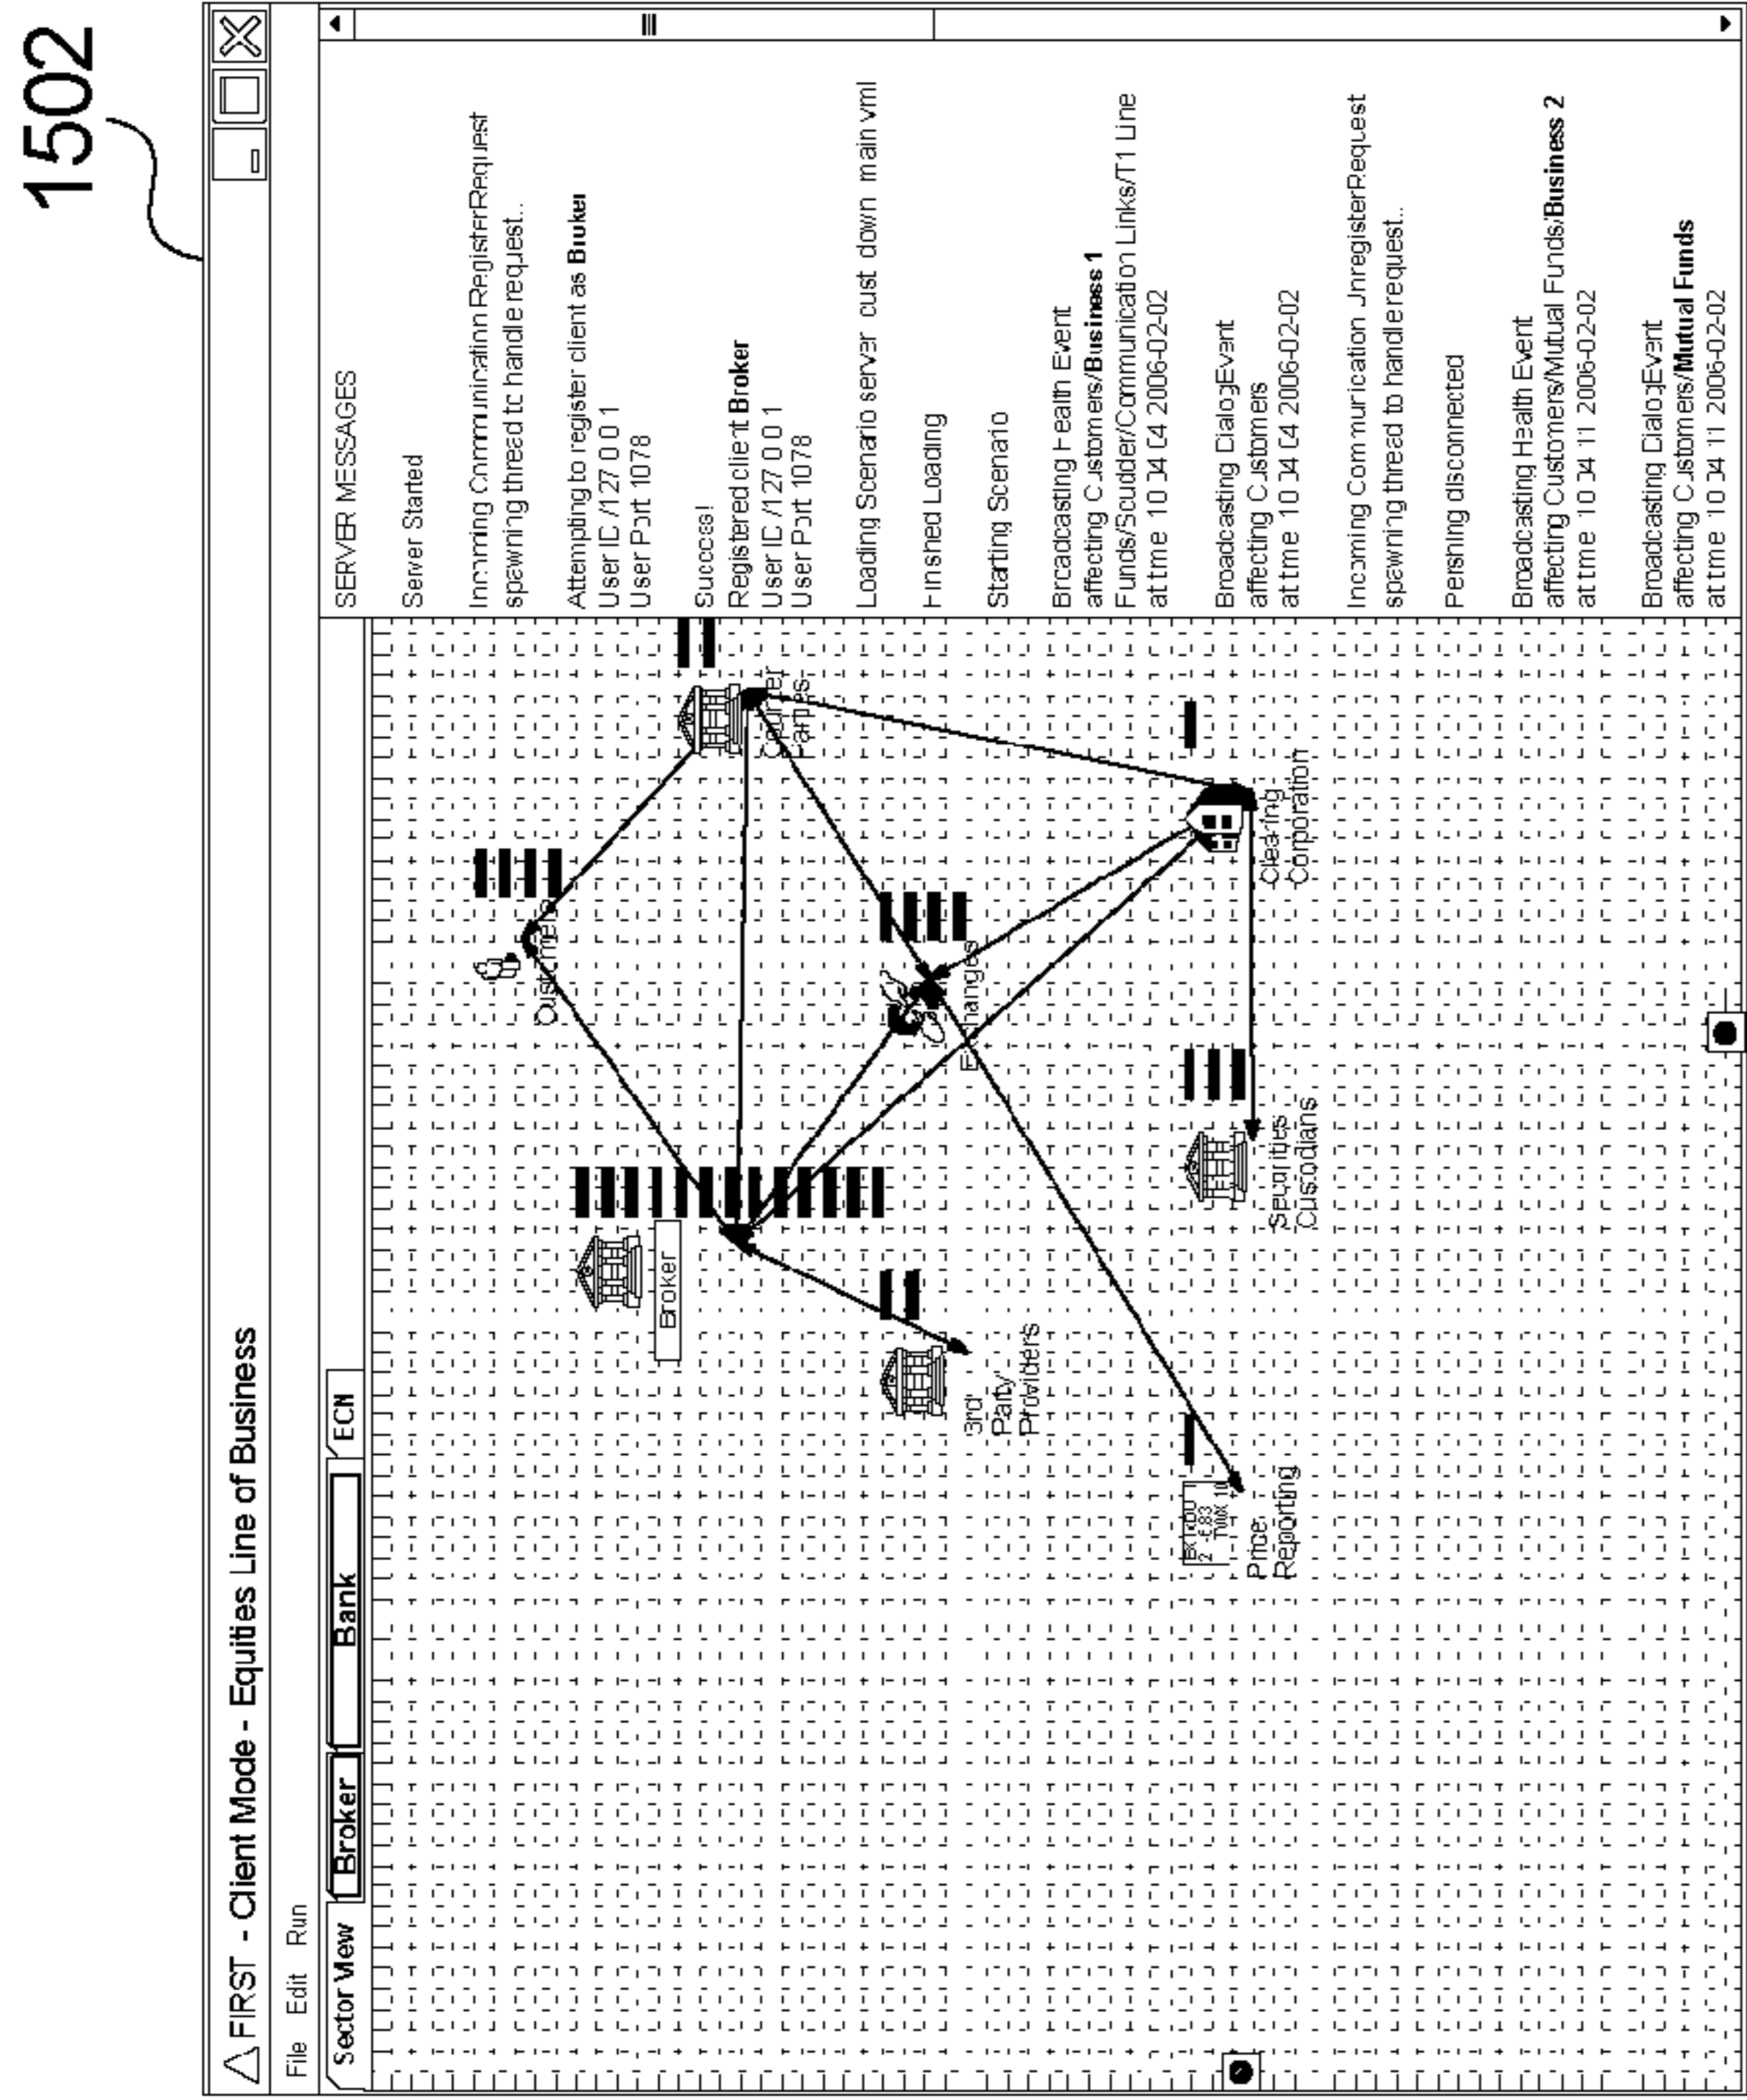 1502
FIRST - Client Mode - Equities Line of Business
File Edit Run
Sector View Broker Bank ECN
Customers
Broker
Exchanges
3rd
Party
Providers
Price
Reporting
Securities
Custodians
Clearing
Corporation
SERVER MESSAGES
Server Started
Incoming Communication RegisterRequest
spawning thread to handle request..
Attempting to register client as Broker
User IC /127 0 0 1
User Port 1078
Success!
Registered client Broker
User IC /127 0 0 1
User Port 1078
Loading Scenario server cust down main
Finished Loading
Starting Scenario
Broadcasting Health Event
affecting Customers/Business 1
Funds/Scudder/Communication Links/T1 Line
at time 10 04 04 2006-02-02
Broadcasting DialogEvent
affecting Customers
at time 10 04 04 2006-02-02
Incoming Communication UnregisterRequest
spawning thread to handle request..
Pershing disconnected
Broadcasting Health Event
affecting Customers/Mutual Funds/Business 2
at time 10 04 11 2006-02-02
Broadcasting DialogEvent
affecting Customers/Mutual Funds
at time 10 04 11 2006-02-02